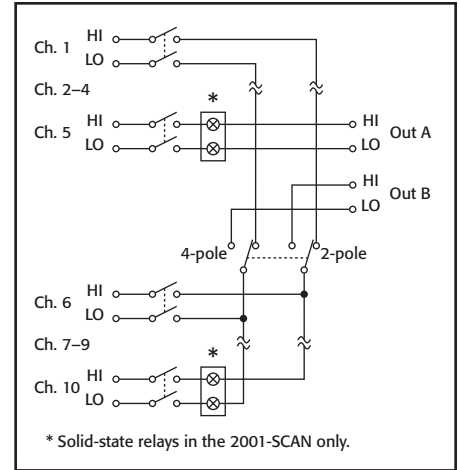 Ch. 1 HI
LO
Ch. 2–4
*
Ch. 5 HI HI Out A
LO LO
HI Out B
LO
4-pole 2-pole
Ch. 6 HI
LO
Ch. 7–9
*
Ch. 10 HI
LO
* Solid-state relays in the 2001-SCAN only.